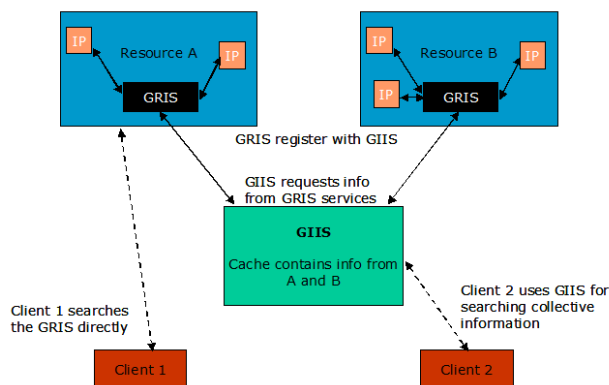 IP
Resource A
IP
GRIS
IP
Resource B
IP
IP
GRIS
GRIS register with GIIS
GIIS requests info
from GRIS services
GIIS
Cache contains info from
A and B
Client 1 searches
the GRIS directly
Client 2 uses GIIS for
searching collective
information
Client 1
Client 2